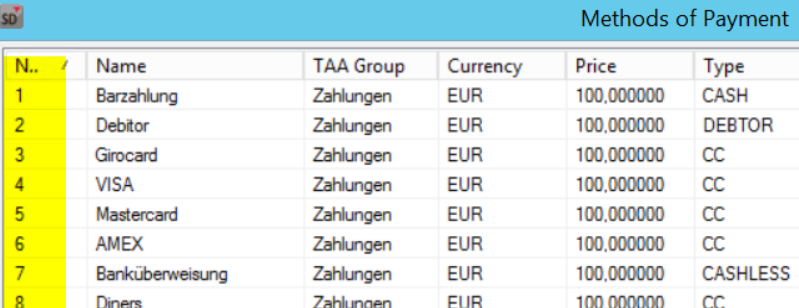 SD Methods of Payment
N.. Name TAA Group Currency Price Type
1 Barzahlung Zahlungen EUR 100,000000 CASH
2 Debitor Zahlungen EUR 100,000000 DEBTOR
3 Girocard Zahlungen EUR 100,000000 CC
4 VISA Zahlungen EUR 100,000000 CC
5 Mastercard Zahlungen EUR 100,000000 CC
6 AMEX Zahlungen EUR 100,000000 CC
7 Banküberweisung Zahlungen EUR 100,000000 CASHLESS
8 Diners Zahlungen EUR 100,000000 CC